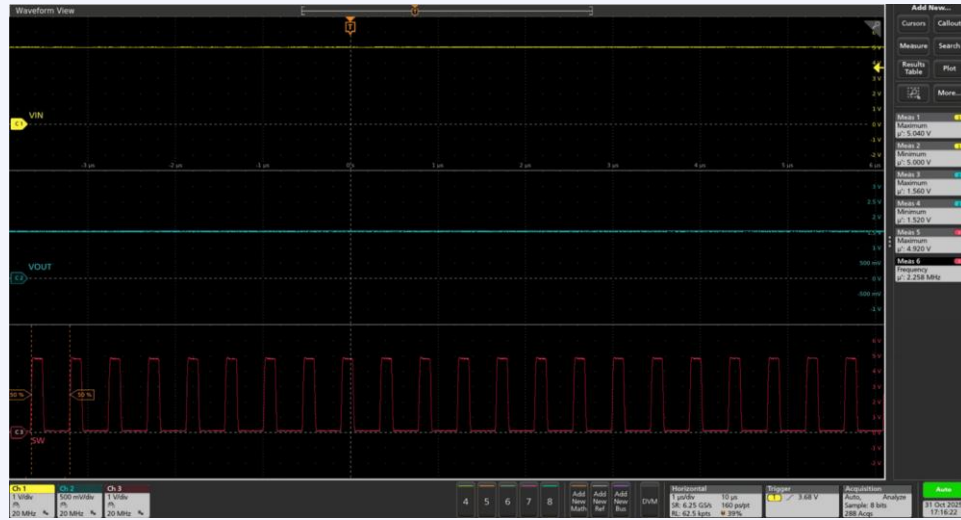 Waveform View
Add New...
T
Cursors
Callout
Measure
Search
Results Table
Plot
More...
5 V
3 V
2 V
1 V
0 V
-1 V
-2 V
VIN
C1
-3 µs
-2 µs
-1 µs
0 s
1 µs
2 µs
3 µs
4 µs
5 µs
6 µs
Meas 1
Maximum
µ': 5.040 V
Meas 2
Minimum
µ': 5.000 V
Meas 3
Maximum
µ': 1.560 V
Meas 4
Minimum
µ': 1.520 V
Meas 5
Maximum
µ': 4.920 V
Meas 6
Frequency
µ': 2.258 MHz
3 V
2.5 V
2 V
1 V
500 mV
0 V
-500 mV
-1 V
VOUT
C2
6 V
5 V
4 V
3 V
2 V
1 V
-1 V
-2 V
50 %
50 %
C3
SW
Ch 1
1 V/div
20 MHz
Ch 2
500 mV/div
20 MHz
Ch 3
1 V/div
20 MHz
4
5
6
7
8
Add New Math
Add New Ref
Add New Bus
DVM
Horizontal
1 µs/div 10 µs
SR: 6.25 GS/s 160 ps/pt
RL: 62.5 kpts 39%
Trigger
1 3.68 V
Acquisition
Auto, Analyze
Sample: 8 bits
288 Acqs
Auto
31 Oct 2025
17:16:22